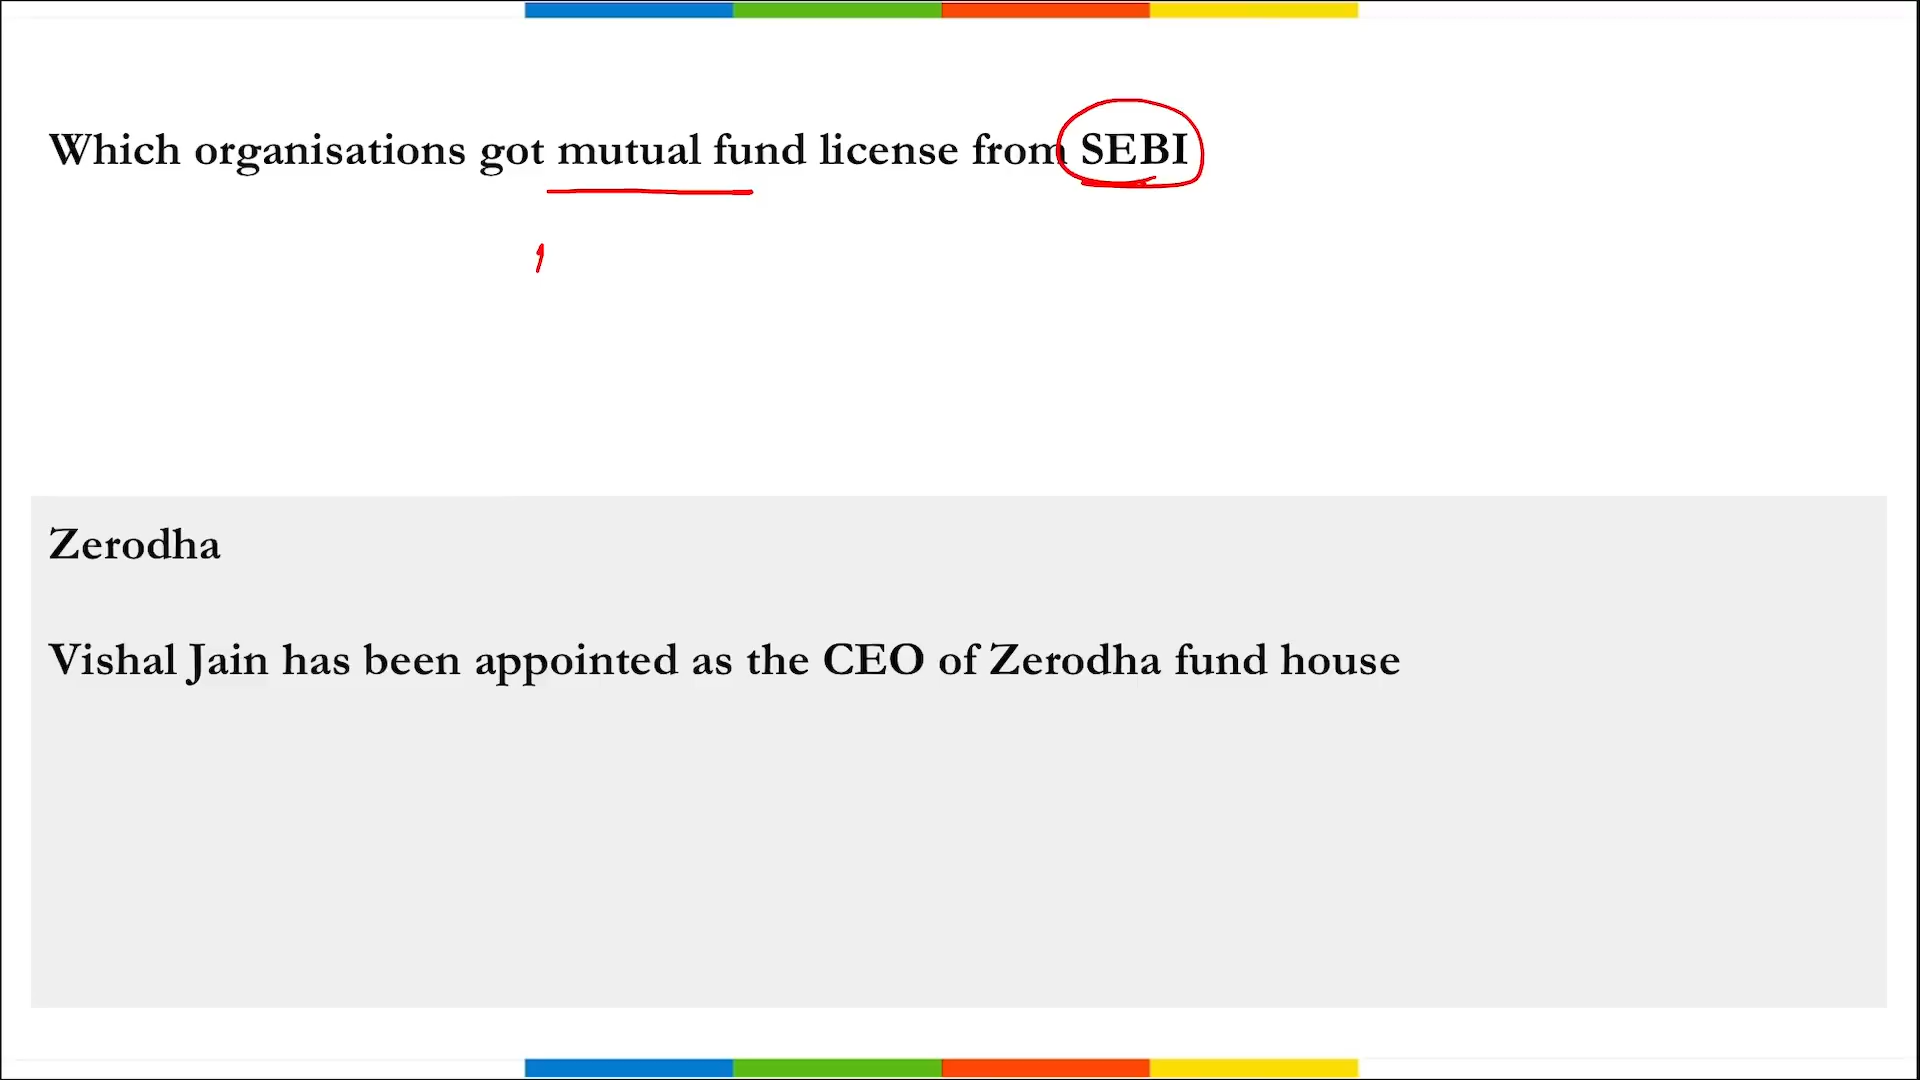 Which organisations got mutual fund license from SEBI
Zerodha
Vishal Jain has been appointed as the CEO of Zerodha fund house